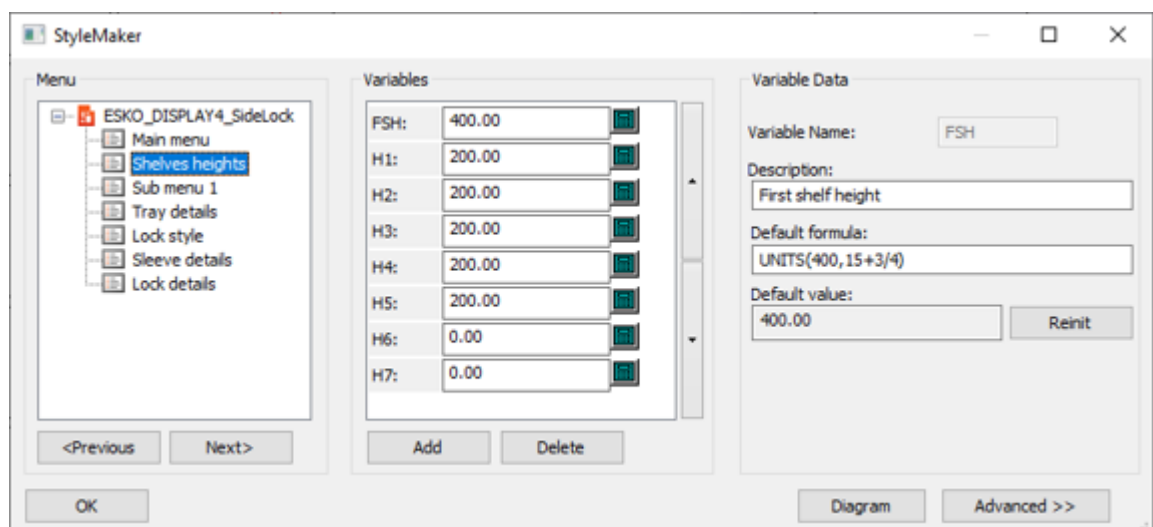 StyleMaker
Menu
ESKO_DISPLAY4_SideLock
Main menu
Shelves heights
Sub menu 1
Tray details
Lock style
Sleeve details
Lock details
<Previous
Next>
Variables
FSH: 400.00
H1: 200.00
H2: 200.00
H3: 200.00
H4: 200.00
H5: 200.00
H6: 0.00
H7: 0.00
Add
Delete
Variable Data
Variable Name: FSH
Description:
First shelf height
Default formula:
UNITS(400,15+3/4)
Default value:
400.00
Reinit
OK
Diagram
Advanced >>